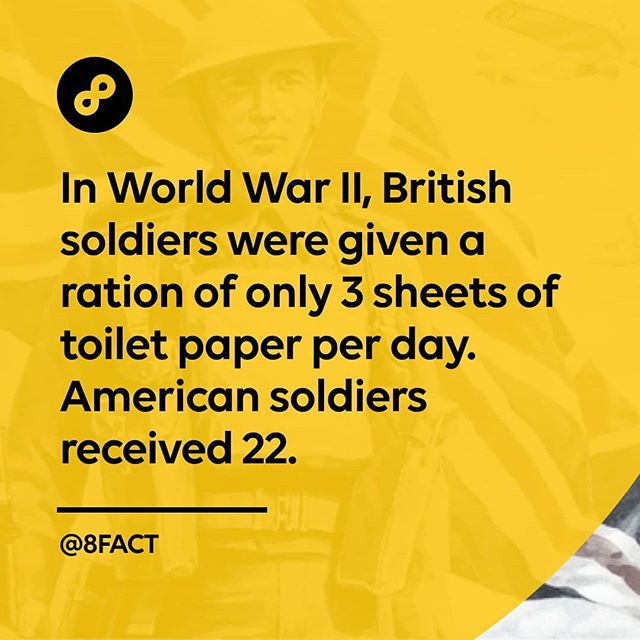 In World War II, British
soldiers were given a
ration of only 3 sheets of
toilet paper per day.
American soldiers
received 22.
@8FACT